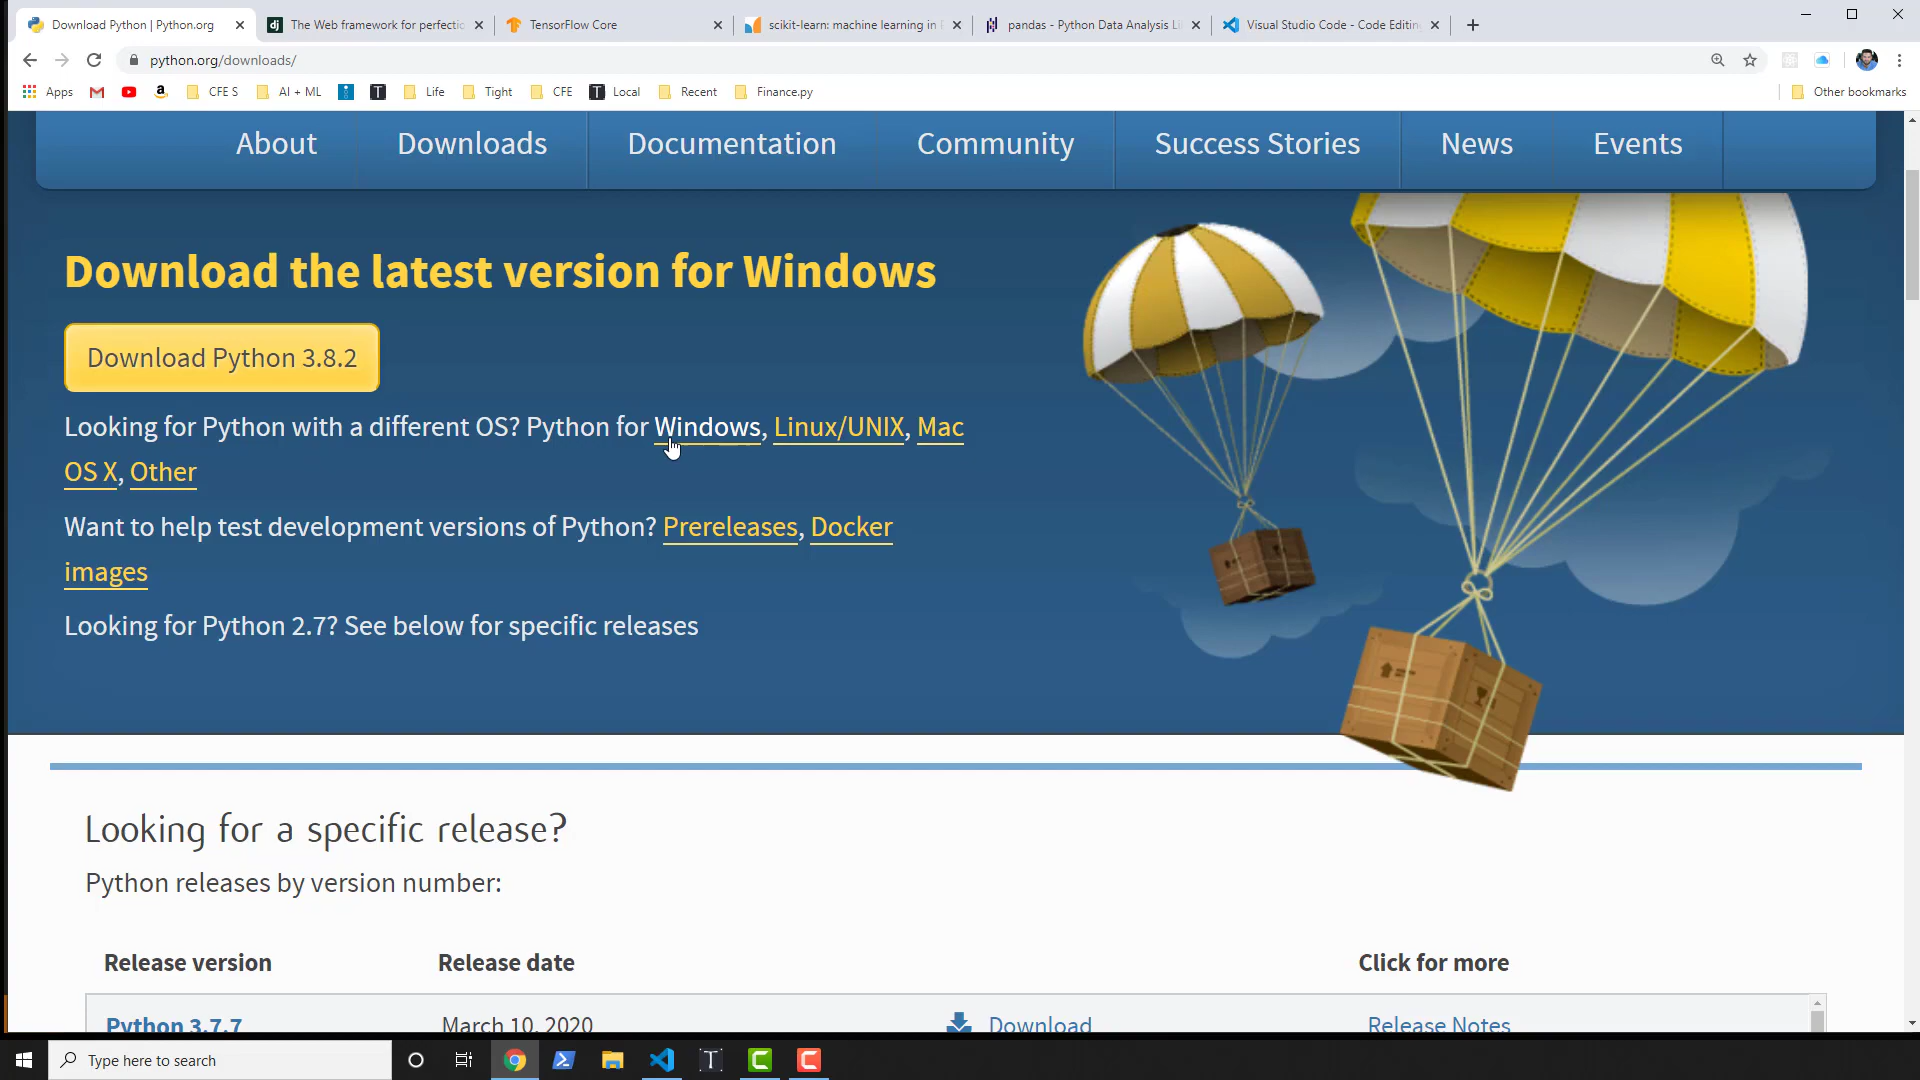 Download Python | Python.org
The Web framework for perfectio
TensorFlow Core
scikit-learn: machine learning in
pandas - Python Data Analysis Li
Visual Studio Code - Code Editing
python.org/downloads/
Apps
CFE S
AI + ML
Life
Tight
CFE
Local
Recent
Finance.py
Other bookmarks
About
Downloads
Documentation
Community
Success Stories
News
Events
Download the latest version for Windows
Download Python 3.8.2
Looking for Python with a different OS? Python for Windows, Linux/UNIX, Mac
OS X, Other
Want to help test development versions of Python? Prereleases, Docker
images
Looking for Python 2.7? See below for specific releases
Looking for a specific release?
Python releases by version number:
Release version
Release date
Click for more
Python 3.7.7
March 10, 2020
Download
Release Notes
Type here to search